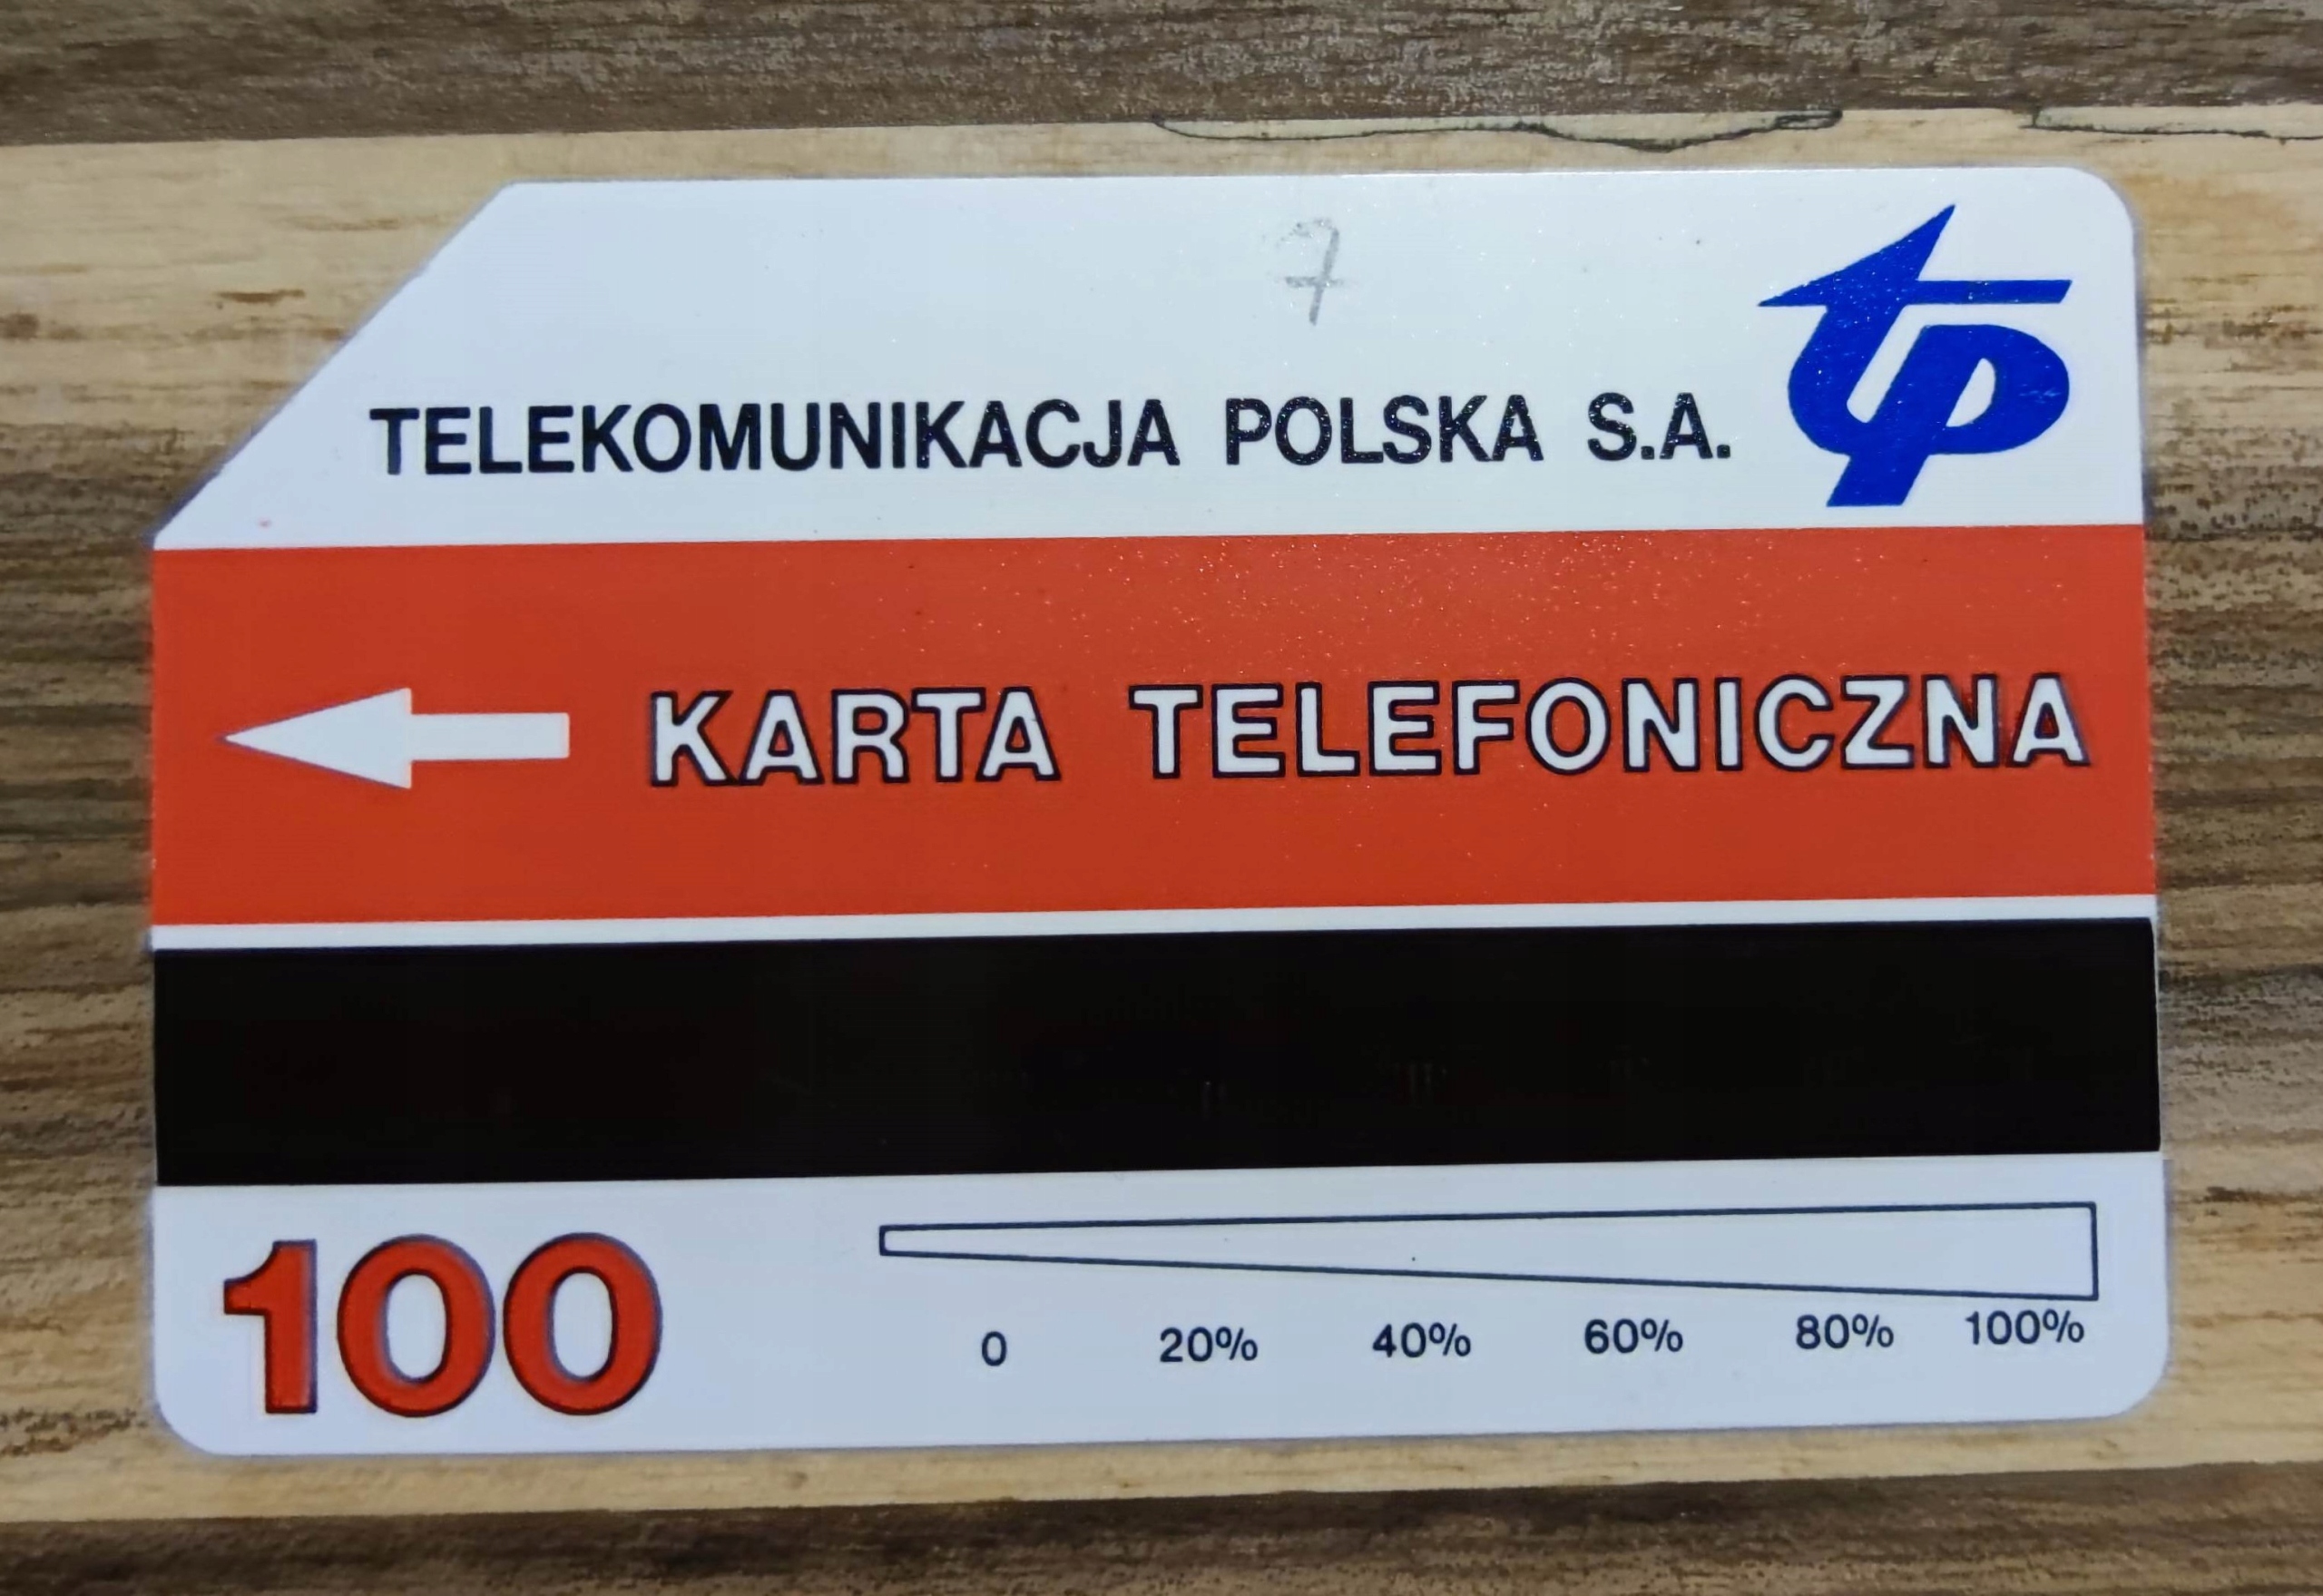 7
TELEKOMUNIKACJA POLSKA S.A.
tp
KARTA TELEFONICZNA
100
0 20% 40% 60% 80% 100%